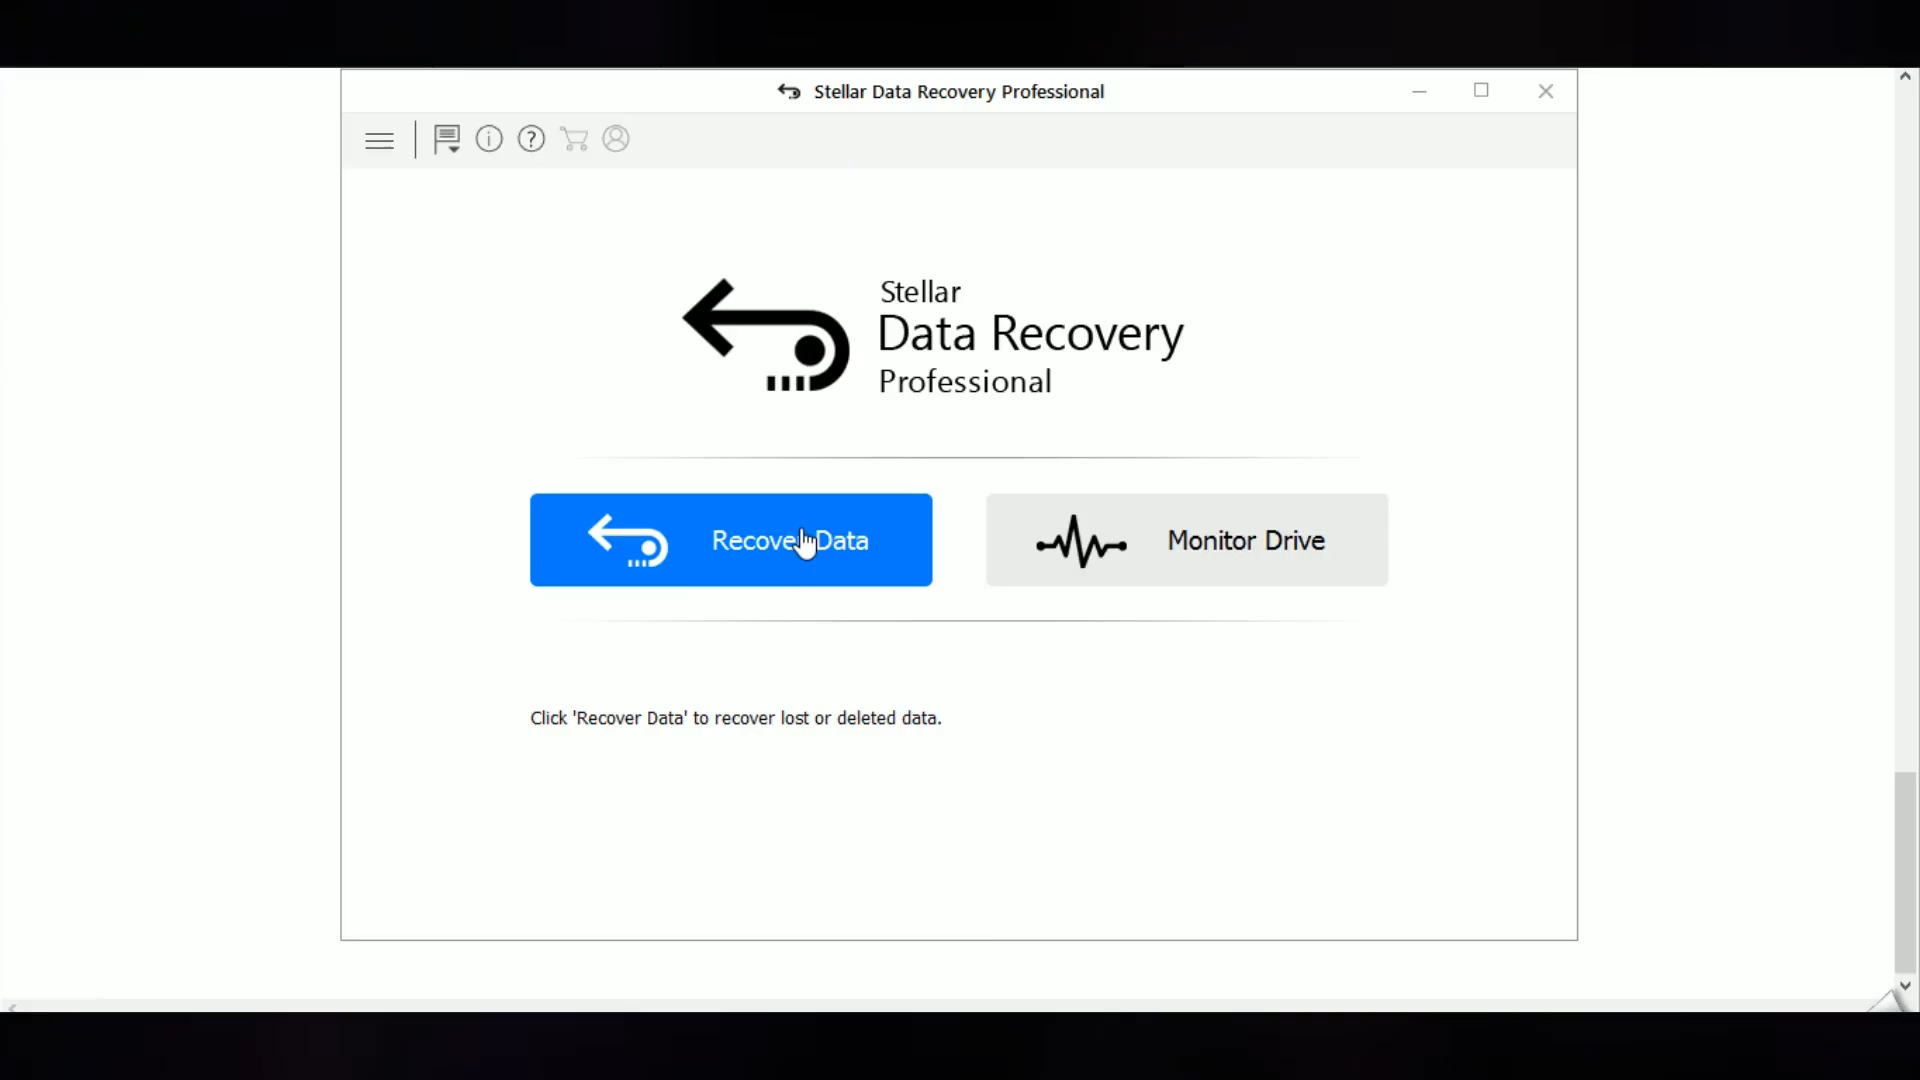 Stellar Data Recovery Professional
Stellar
Data Recovery
Professional
Recover Data
Monitor Drive
Click 'Recover Data' to recover lost or deleted data.